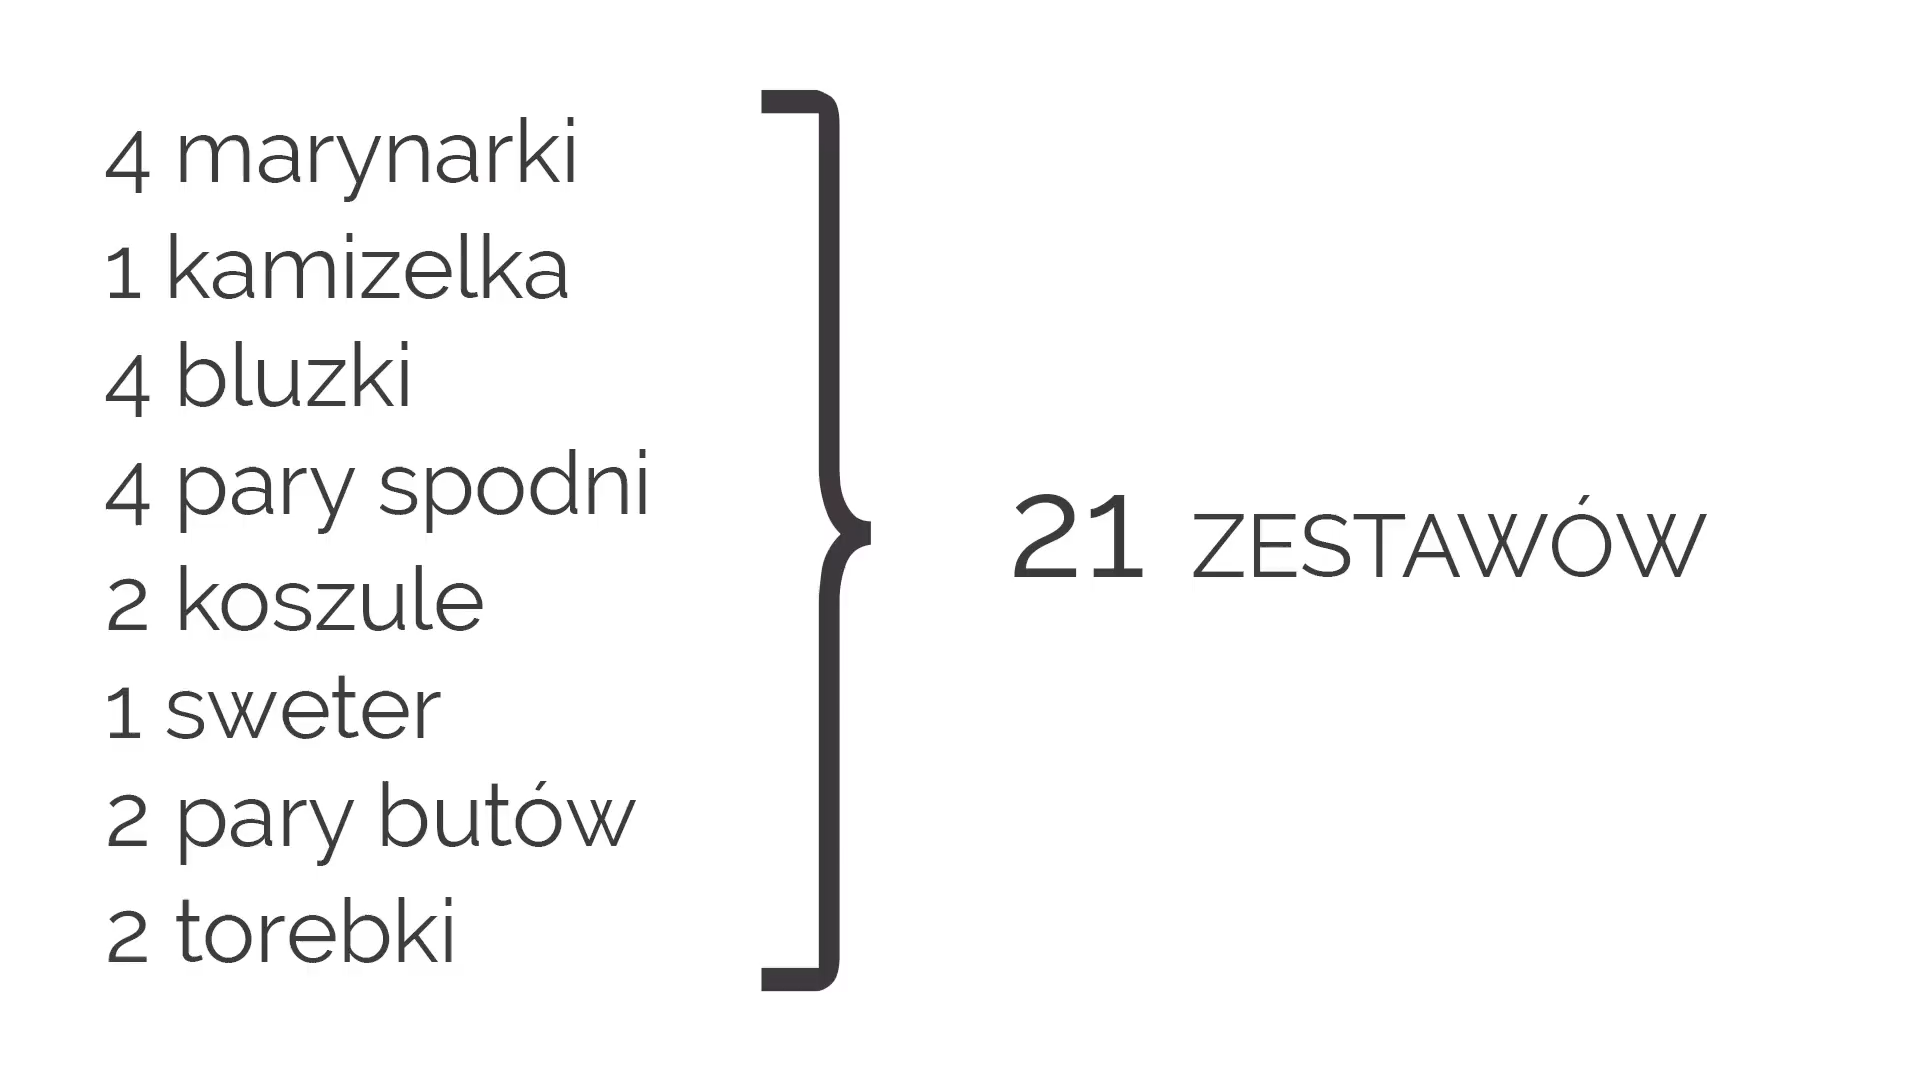 4 marynarki
1 kamizelka
4 bluzki
4 pary spodni
2 koszule
1 sweter
2 pary butów
2 torebki
21 ZESTAWÓW